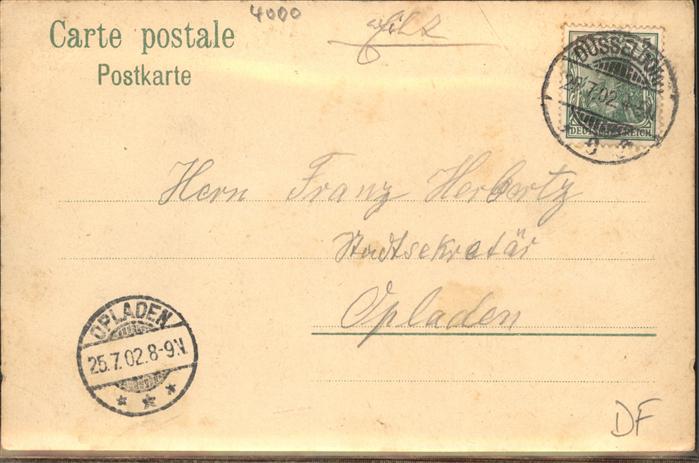 4000
Carte postale
Postkarte
DÜSSELDORF
25.7.02.
DEUTSCHES REICH
Herrn Franz Herbertz
Stadtsekretär
Opladen
OPLADEN
25.7.02.8-9N.
* * *
DF